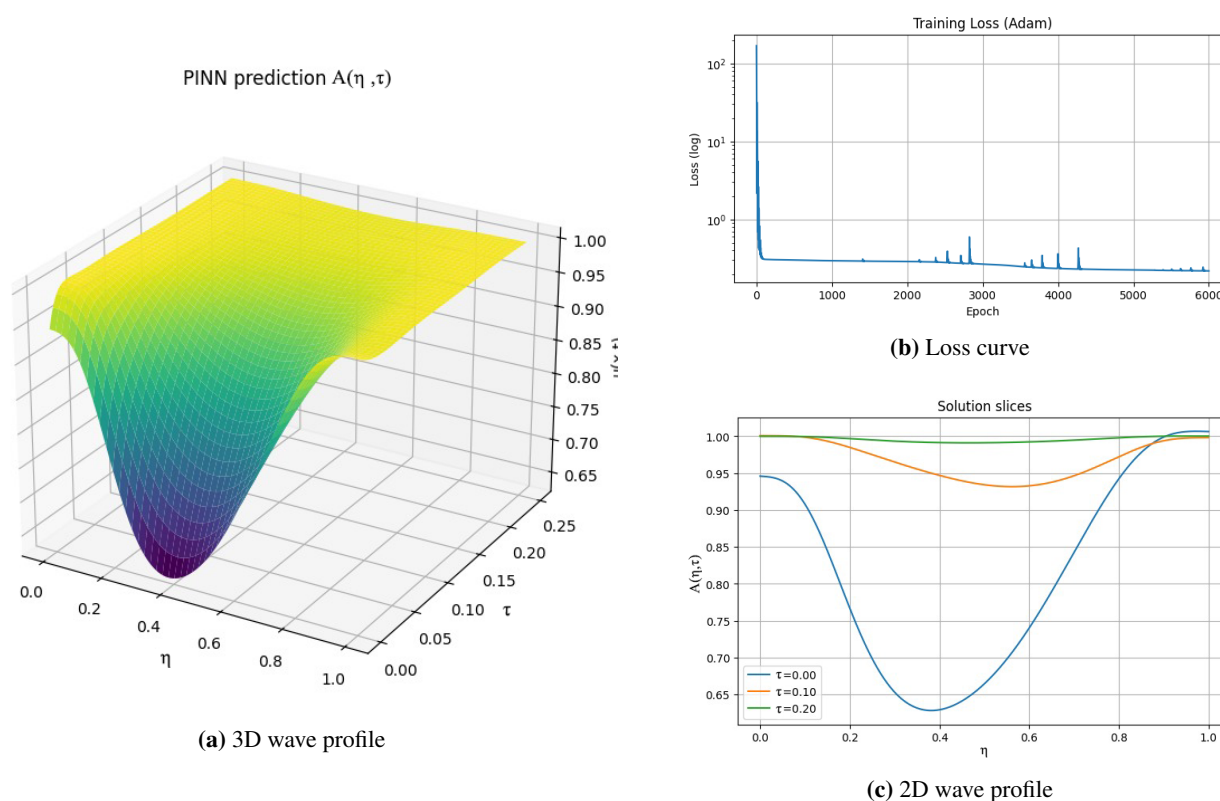 PINN prediction A(η ,τ)
1.00
0.95
0.90
0.85
0.80
0.75
0.70
0.65
0.0
0.2
0.4
0.6
0.8
1.0
η
0.00
0.05
0.10
0.15
0.20
0.25
τ
(a) 3D wave profile
Training Loss (Adam)
Loss (log)
10²
10¹
10⁰
0 1000 2000 3000 4000 5000 6000
Epoch
(b) Loss curve
Solution slices
A(η,τ)
1.00
0.95
0.90
0.85
0.80
0.75
0.70
0.65
τ=0.00
τ=0.10
τ=0.20
0.0 0.2 0.4 0.6 0.8 1.0
η
(c) 2D wave profile